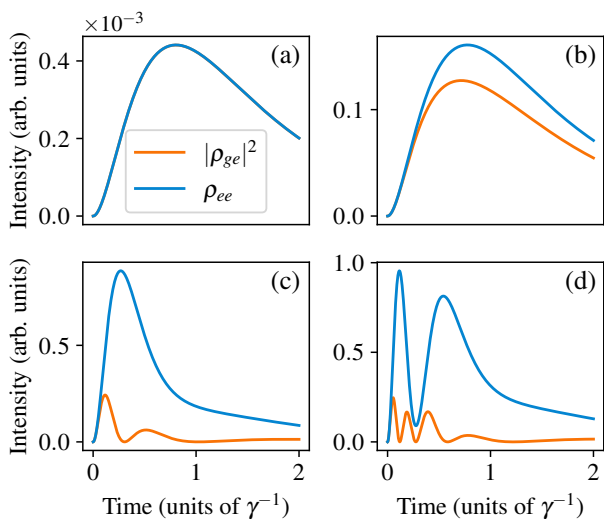 ×10⁻³
(a)
(b)
Intensity (arb. units)
0.4
0.2
0.0
|ρ_ge|²
ρ_ee
0.1
0.0
(c)
(d)
Intensity (arb. units)
0.5
0.0
1.0
0.5
0.0
0 1 2
0 1 2
Time (units of γ⁻¹)
Time (units of γ⁻¹)